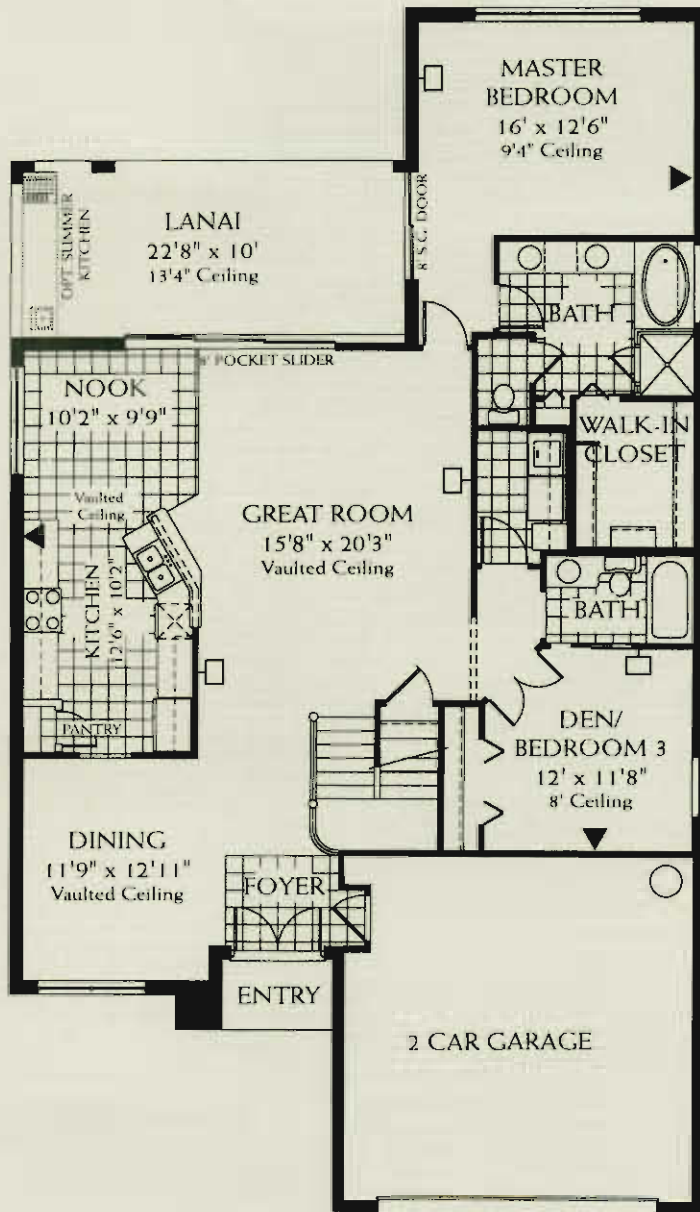 MASTER
BEDROOM
16' x 12'6"
9'4" Ceiling
LANAI
22'8" x 10'
13'4" Ceiling
OPT. SUMMER
KITCHEN
8' S.G. DOOR
BATH
8' POCKET SLIDER
NOOK
10'2" x 9'9"
WALK-IN
CLOSET
Vaulted
Ceiling
GREAT ROOM
15'8" x 20'3"
Vaulted Ceiling
KITCHEN
12'6" x 10'2"
BATH
PANTRY
DEN/
BEDROOM 3
12' x 11'8"
8' Ceiling
DINING
11'9" x 12'11"
Vaulted Ceiling
FOYER
ENTRY
2 CAR GARAGE